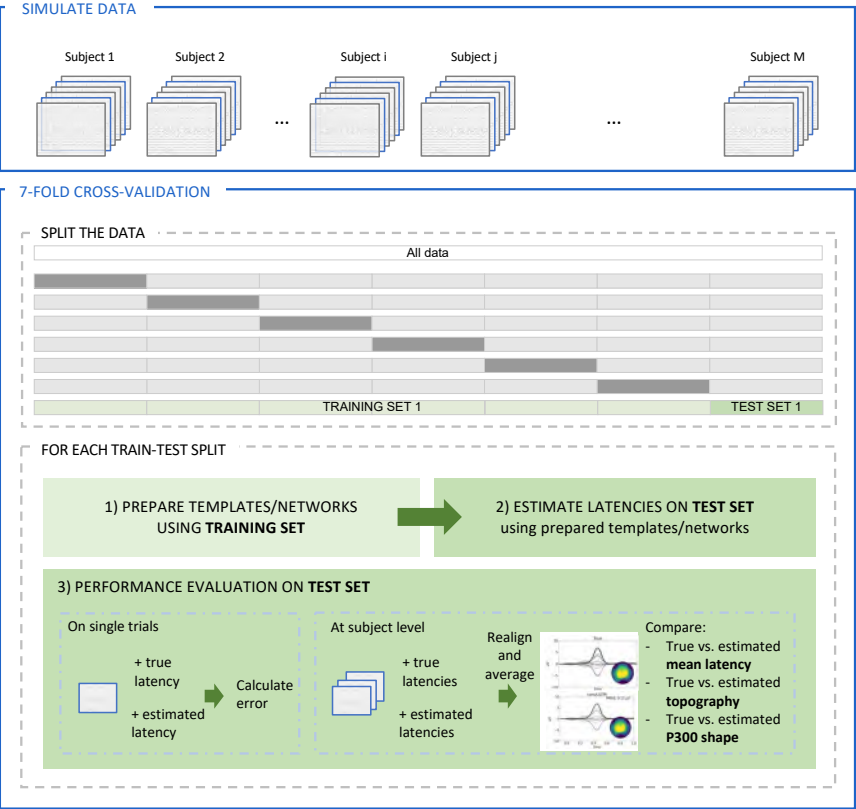 SIMULATE DATA
Subject 1
Subject 2
Subject i
Subject j
Subject M
...
...
7-FOLD CROSS-VALIDATION
SPLIT THE DATA
All data
TRAINING SET 1
TEST SET 1
FOR EACH TRAIN-TEST SPLIT
1) PREPARE TEMPLATES/NETWORKS
USING TRAINING SET
2) ESTIMATE LATENCIES ON TEST SET
using prepared templates/networks
3) PERFORMANCE EVALUATION ON TEST SET
On single trials
+ true
latency
+ estimated
latency
Calculate
error
At subject level
+ true
latencies
+ estimated
latencies
Realign
and
average
Compare:
- True vs. estimated
mean latency
- True vs. estimated
topography
- True vs. estimated
P300 shape